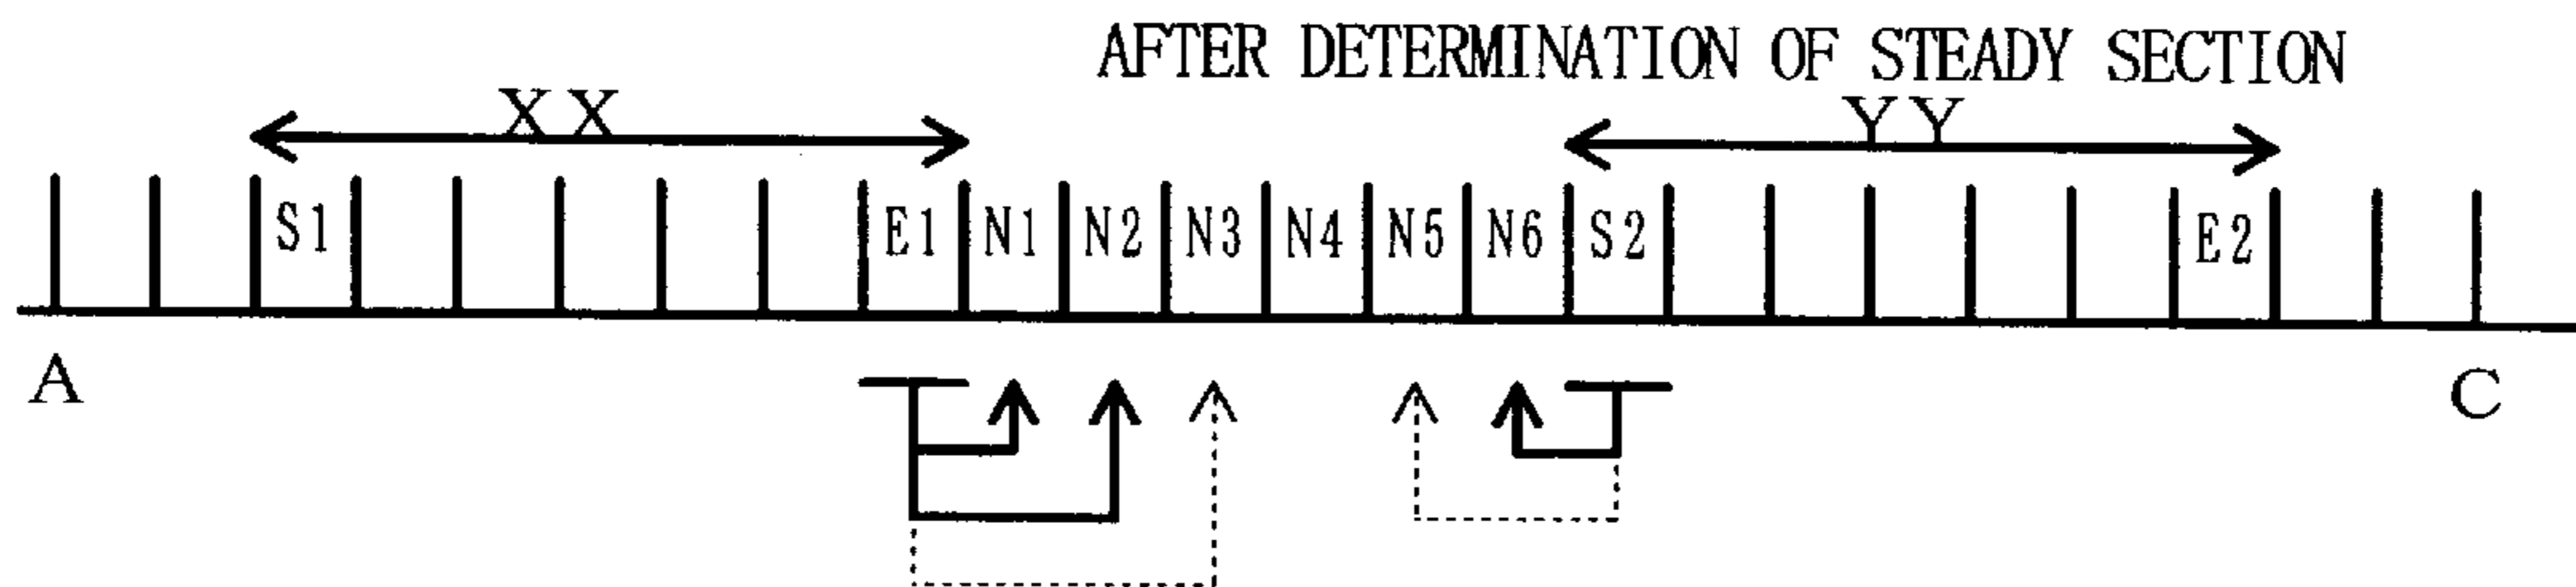 AFTER DETERMINATION OF STEADY SECTION
XX YY
S1 E1 N1 N2 N3 N4 N5 N6 S2 E2
A C